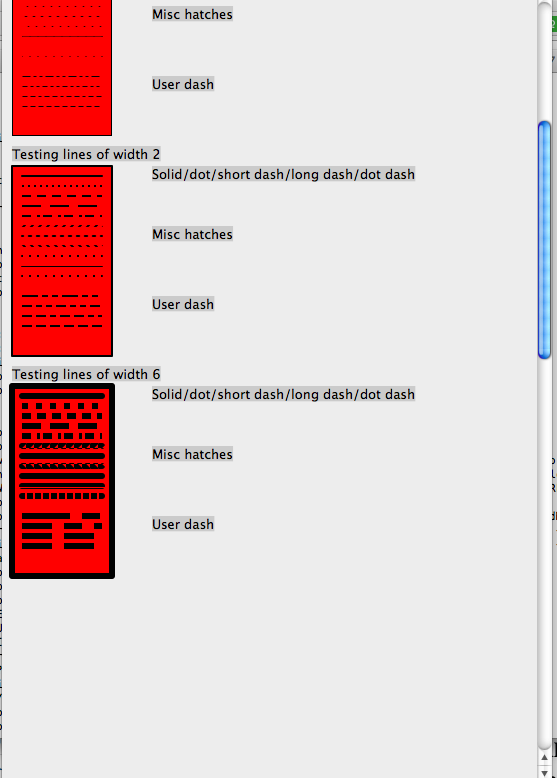 Misc hatches
User dash
Testing lines of width 2
Solid/dot/short dash/long dash/dot dash
Misc hatches
User dash
Testing lines of width 6
Solid/dot/short dash/long dash/dot dash
Misc hatches
User dash